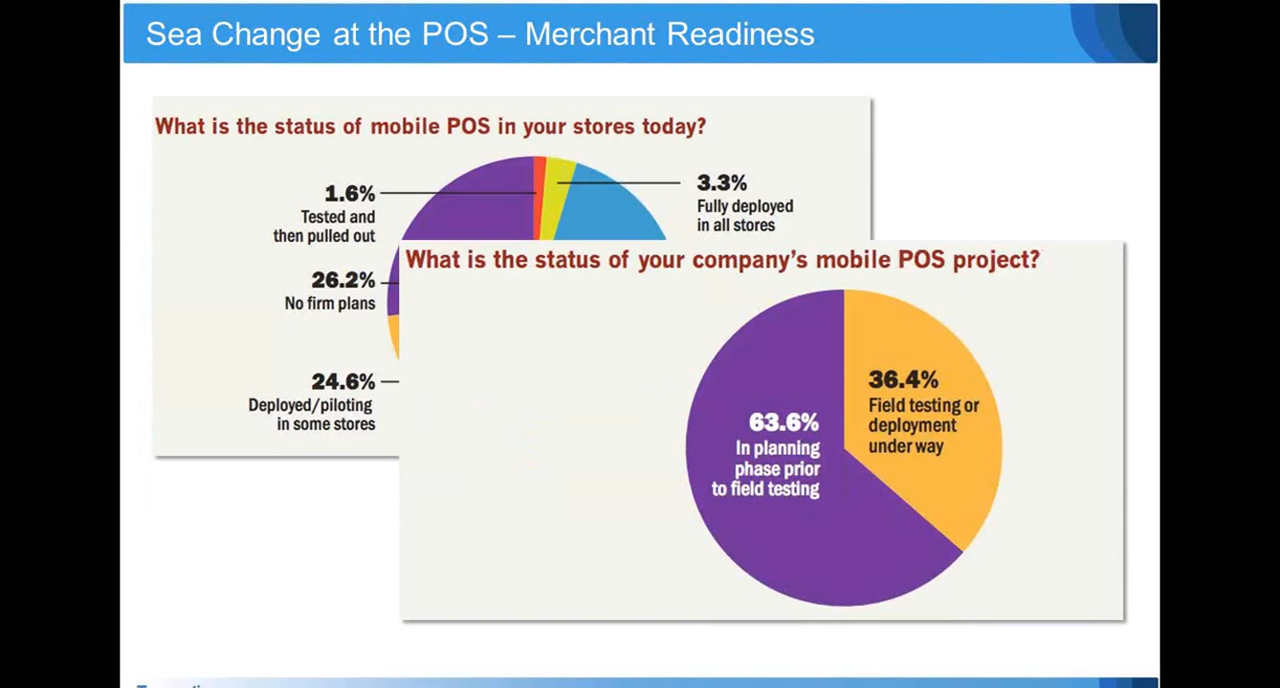 Sea Change at the POS – Merchant Readiness
What is the status of mobile POS in your stores today?
1.6%
Tested and
then pulled out
3.3%
Fully deployed
in all stores
26.2%
No firm plans
24.6%
Deployed/piloting
in some stores
What is the status of your company's mobile POS project?
63.6%
In planning
phase prior
to field testing
36.4%
Field testing or
deployment
under way